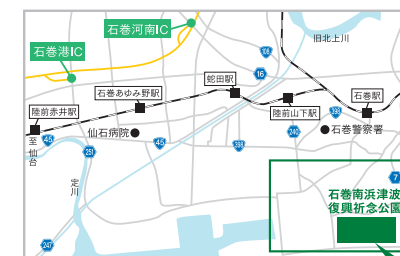 石巻河南IC
石巻港IC
旧北上川
108
16
蛇田駅
石巻あゆみ野駅
石巻駅
陸前赤井駅
陸前山下駅
仙石病院
石巻警察署
240
45
45
398
251
至
仙
台
定
川
7
石巻南浜津波
復興祈念公園
247